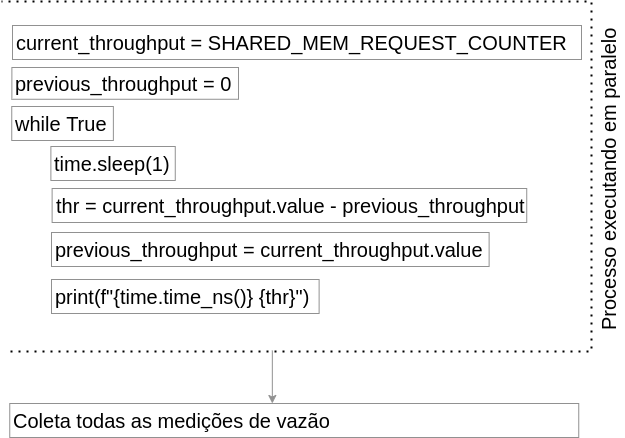 current_throughput = SHARED_MEM_REQUEST_COUNTER
previous_throughput = 0
while True
time.sleep(1)
thr = current_throughput.value - previous_throughput
previous_throughput = current_throughput.value
print(f"{time.time_ns()} {thr}")
Processo executando em paralelo
Coleta todas as medições de vazão